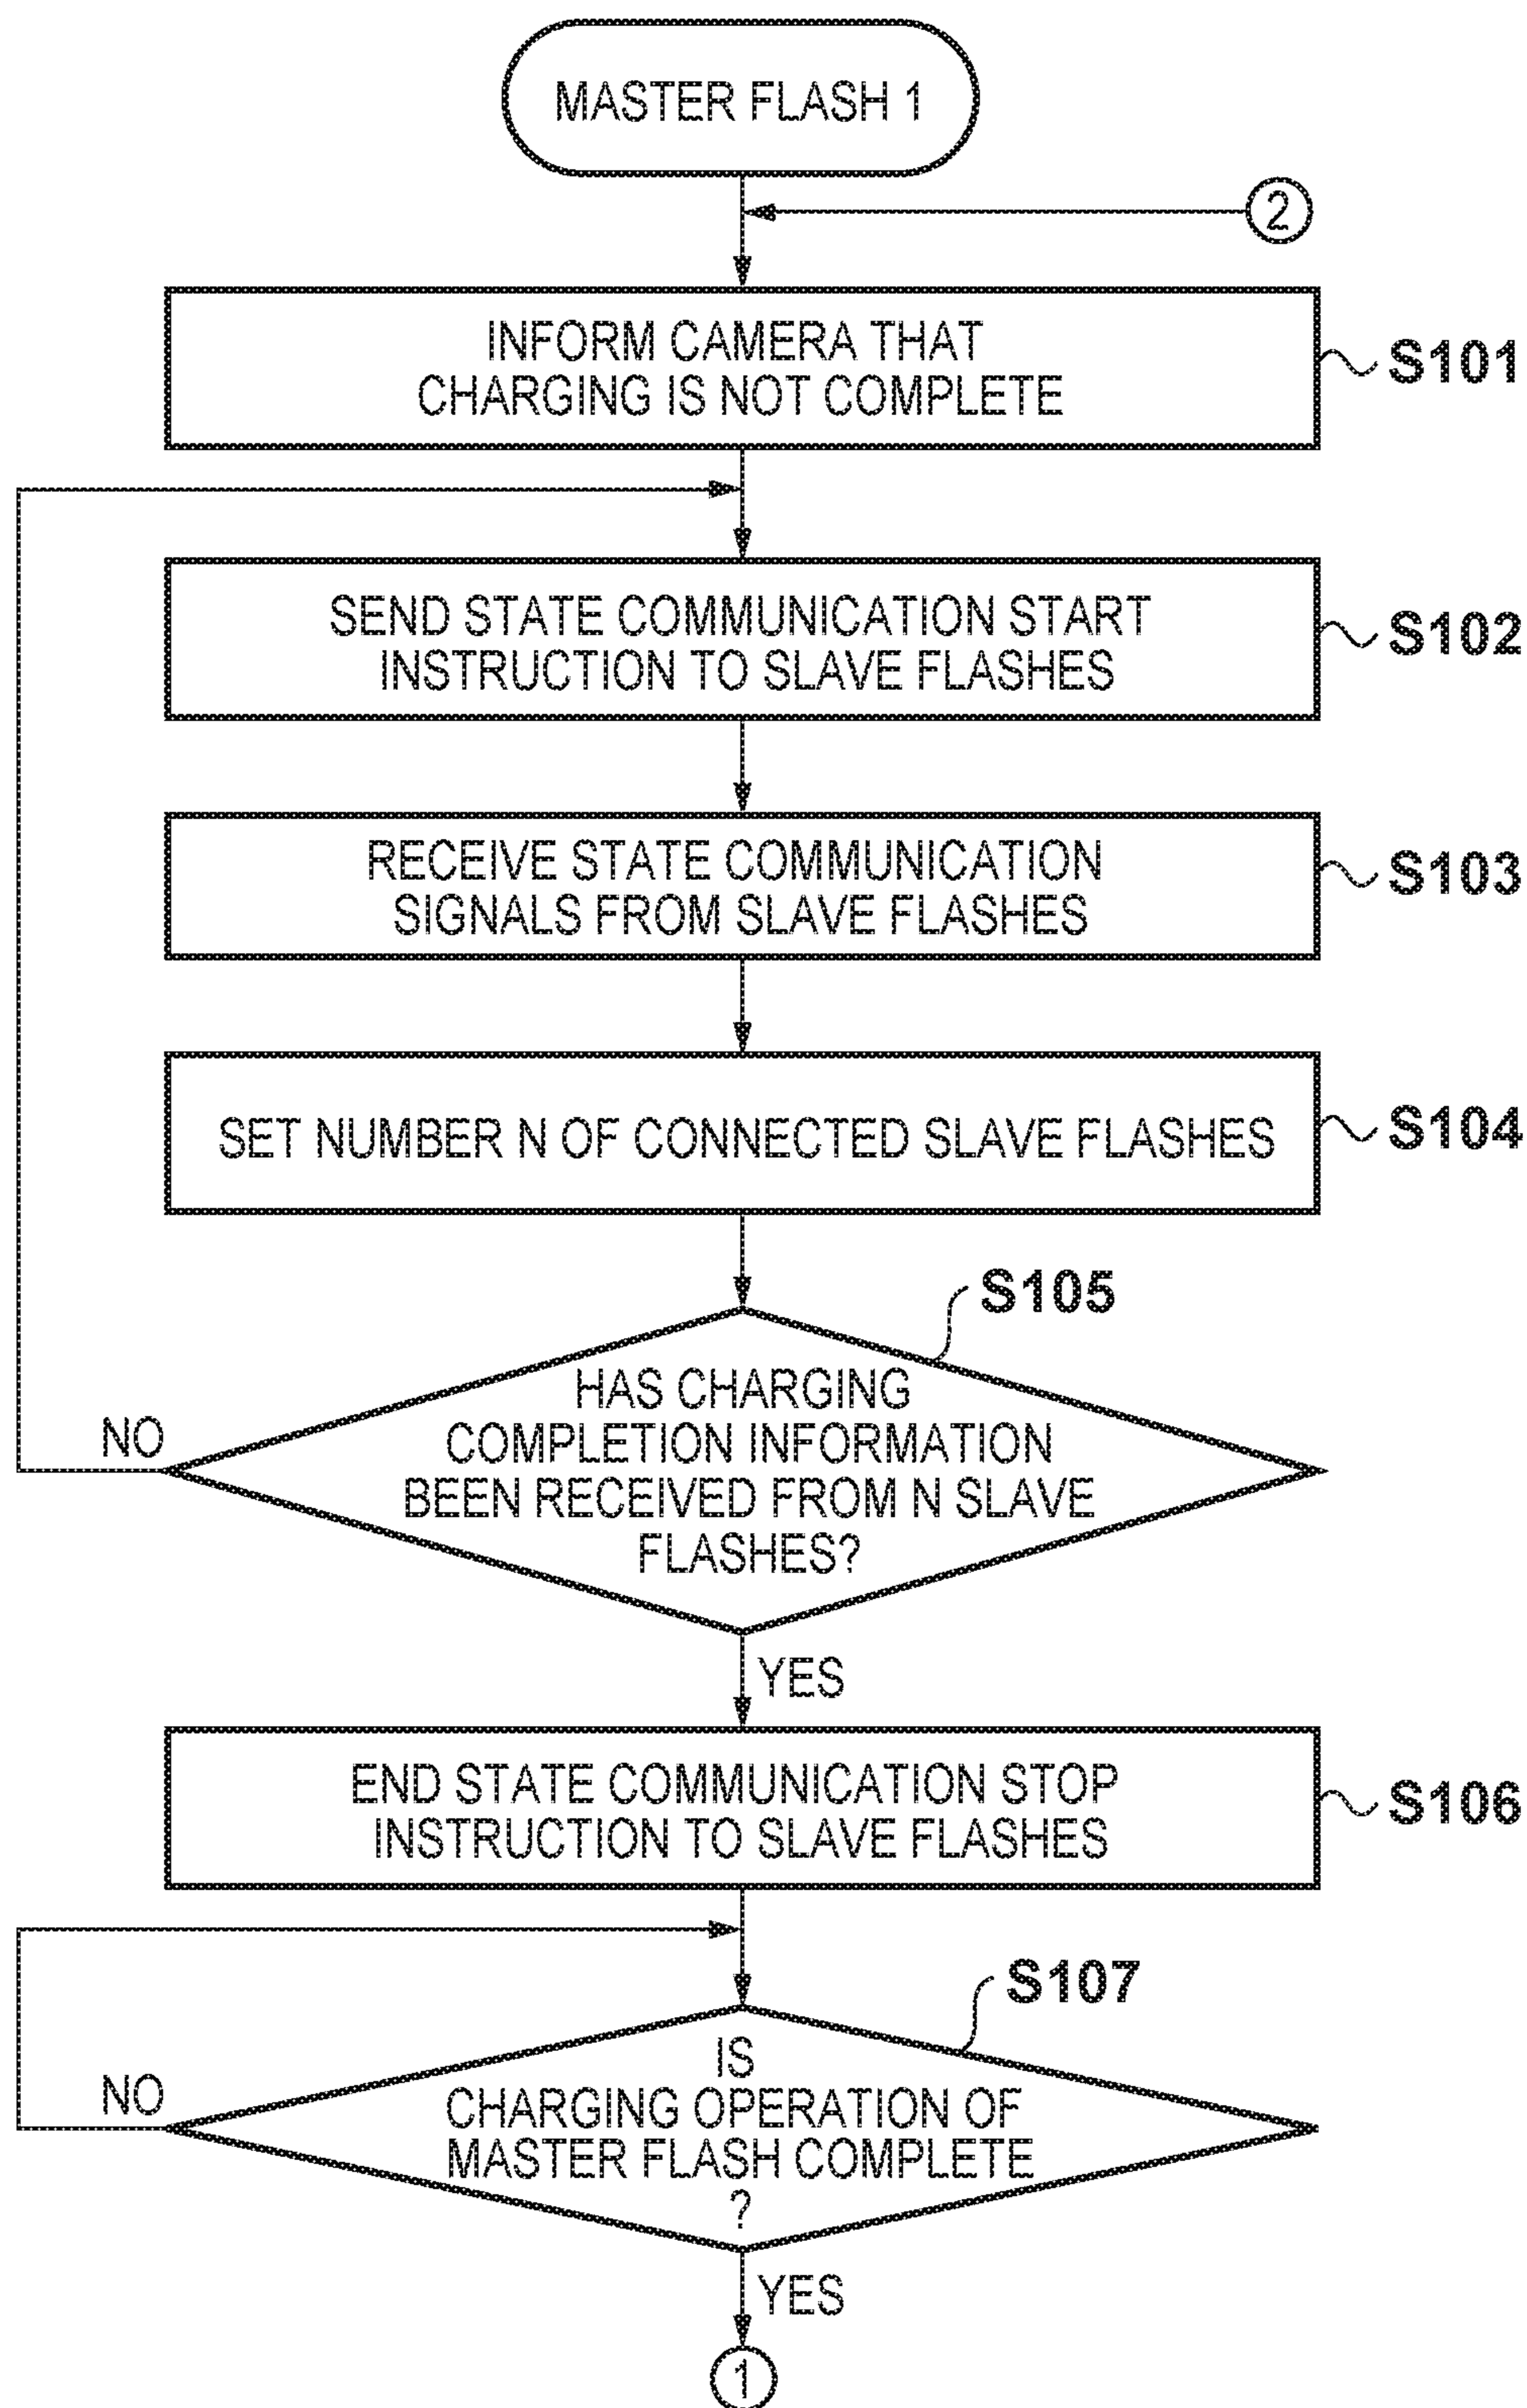 MASTER FLASH 1
2
INFORM CAMERA THAT
CHARGING IS NOT COMPLETE
S101
SEND STATE COMMUNICATION START
INSTRUCTION TO SLAVE FLASHES
S102
RECEIVE STATE COMMUNICATION
SIGNALS FROM SLAVE FLASHES
S103
SET NUMBER N OF CONNECTED SLAVE FLASHES
S104
S105
HAS CHARGING
COMPLETION INFORMATION
BEEN RECEIVED FROM N SLAVE
FLASHES?
NO
YES
END STATE COMMUNICATION STOP
INSTRUCTION TO SLAVE FLASHES
S106
S107
IS
CHARGING OPERATION OF
MASTER FLASH COMPLETE
?
NO
YES
1